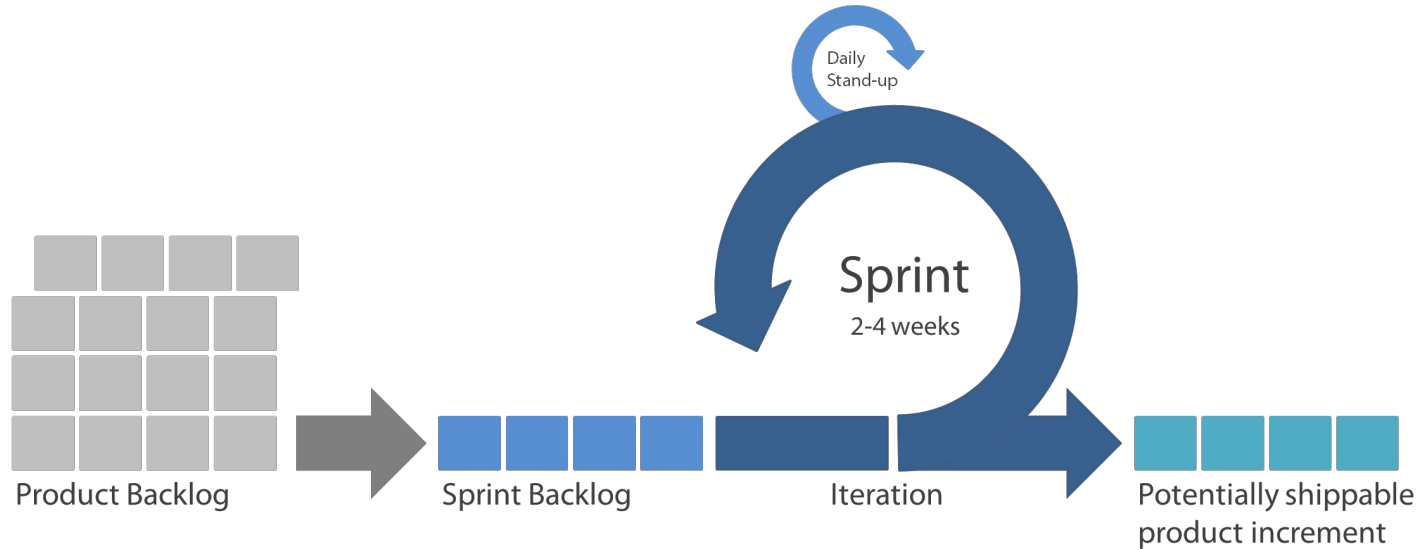 Daily
Stand-up
Sprint
2-4 weeks
Product Backlog
Sprint Backlog
Iteration
Potentially shippable
product increment